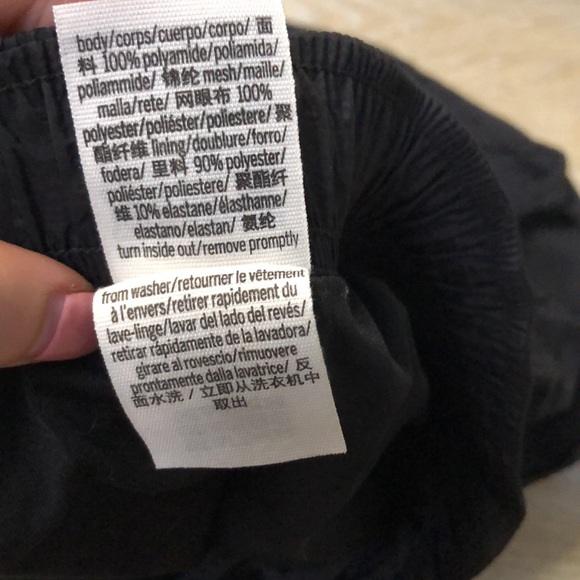 body/corps/cuerpo/corpo/ 面
料 100% polyamide/poliamida/
poliammide/ 锦纶 mesh/maille/
malla/rete/ 网眼布 100%
polyester/poliéster/poliestere/ 聚
酯纤维 lining/doublure/forro/
fodera/ 里料 90% polyester/
poliéster/poliestere/ 聚酯纤
维 10% elastane/élasthanne/
elastano/elastan/ 氨纶
turn inside out/remove promptly
from washer/retourner le vêtement
à l'envers/retirer rapidement du
lave-linge/lavar del lado del revés/
retirar rápidamente de la lavadora/
girare al rovescio/rimuovere
prontamente dalla lavatrice/ 反
面水洗 / 立即从洗衣机中
取出